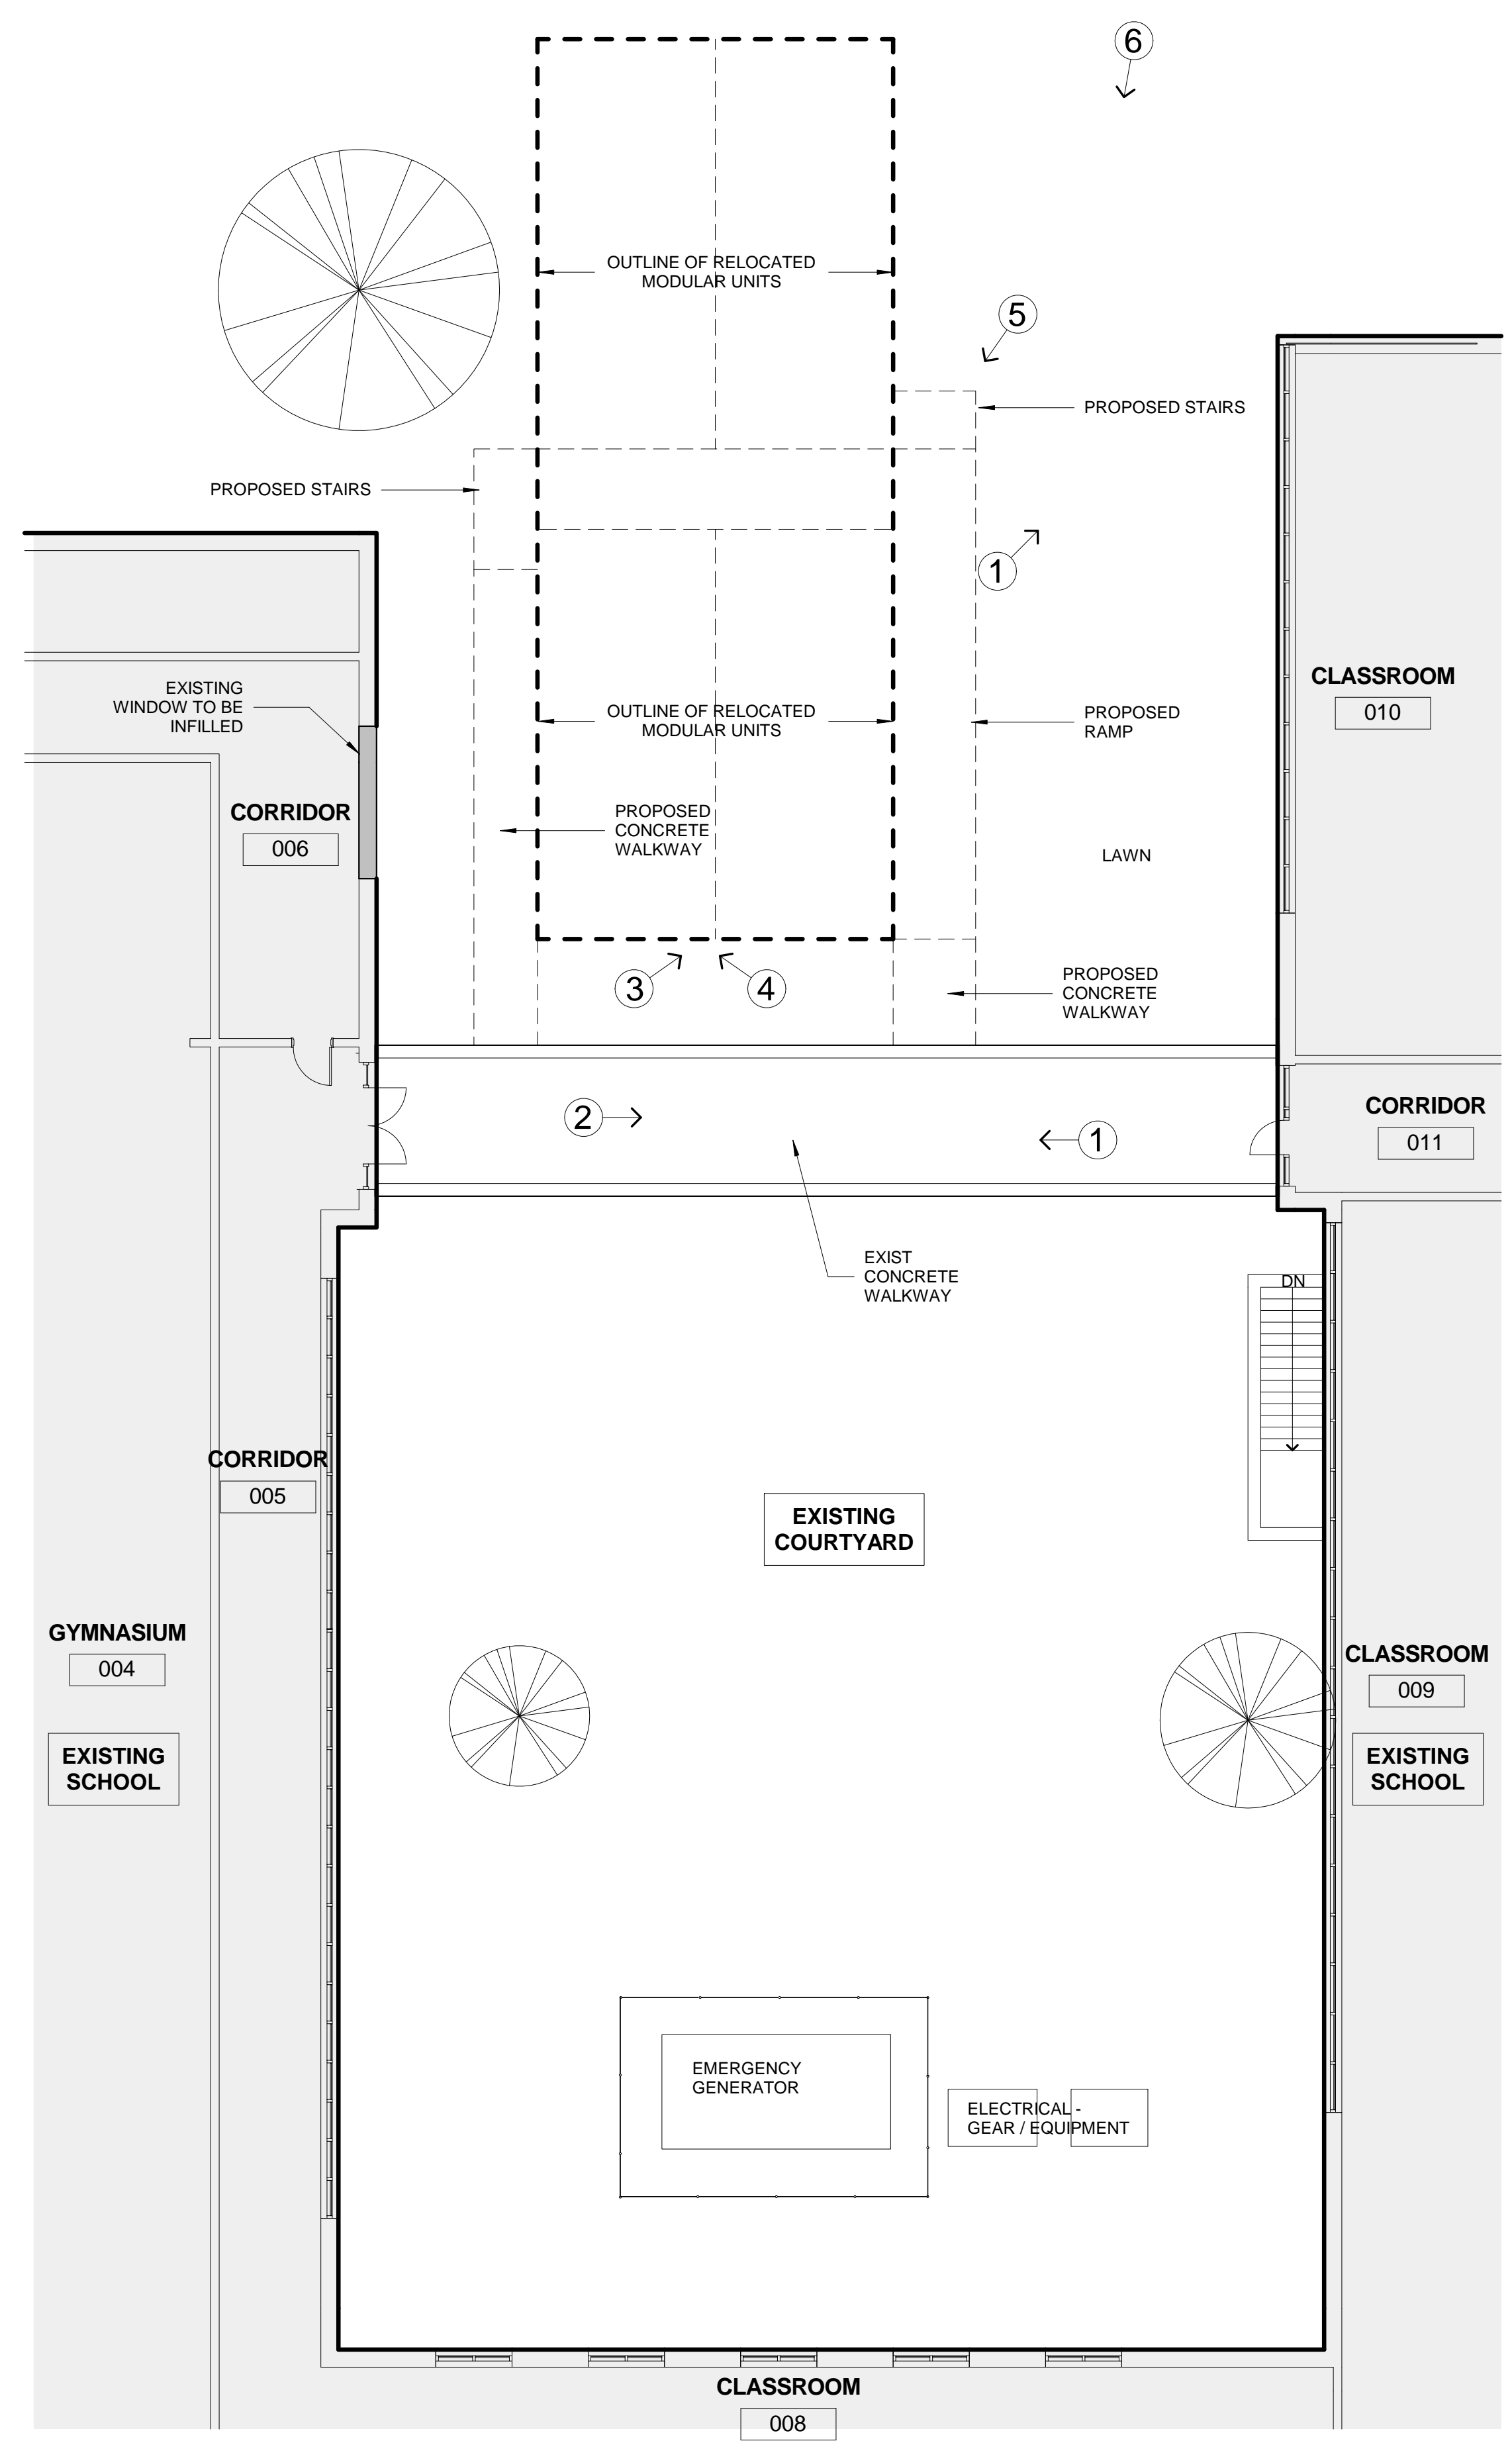 6
OUTLINE OF RELOCATED
MODULAR UNITS
5
PROPOSED STAIRS
PROPOSED STAIRS
1
CLASSROOM
010
EXISTING
WINDOW TO BE
INFILLED
OUTLINE OF RELOCATED
MODULAR UNITS
PROPOSED
RAMP
CORRIDOR
006
PROPOSED
CONCRETE
WALKWAY
LAWN
3
4
PROPOSED
CONCRETE
WALKWAY
2
1
CORRIDOR
011
EXIST
CONCRETE
WALKWAY
DN
CORRIDOR
005
EXISTING
COURTYARD
GYMNASIUM
004
CLASSROOM
009
EXISTING
SCHOOL
EXISTING
SCHOOL
EMERGENCY
GENERATOR
ELECTRICAL -
GEAR / EQUIPMENT
CLASSROOM
008